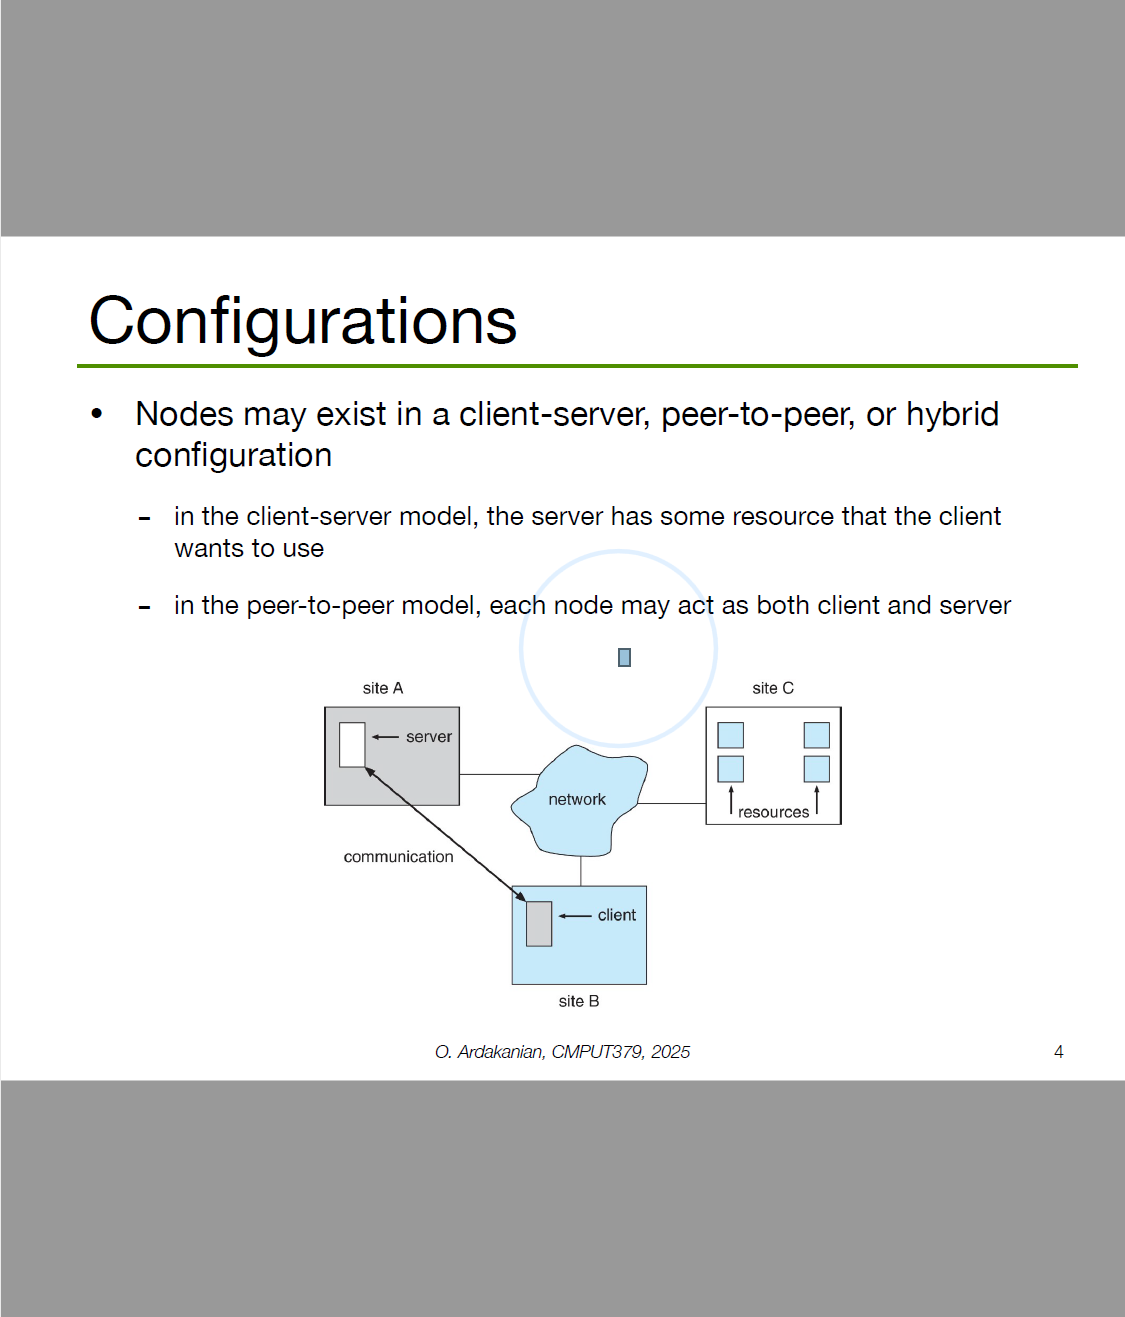 Configurations
• Nodes may exist in a client-server, peer-to-peer, or hybrid
configuration
- in the client-server model, the server has some resource that the client
wants to use
- in the peer-to-peer model, each node may act as both client and server
site A
site C
server
network
resources
communication
client
site B
O. Ardakanian, CMPUT379, 2025
4